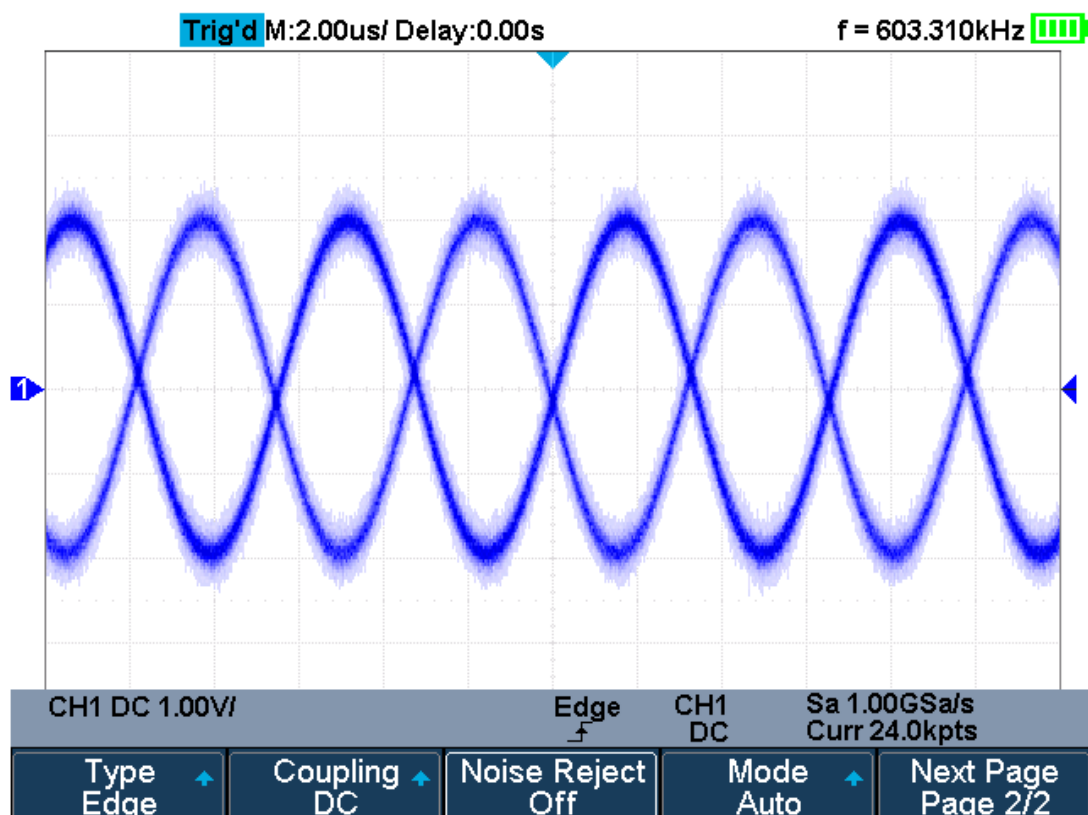 Trig'd M:2.00us/ Delay:0.00s f = 603.310kHz
1
CH1 DC 1.00V/ Edge CH1 Sa 1.00GSa/s
DC Curr 24.0kpts
Type Coupling Noise Reject Mode Next Page
Edge DC Off Auto Page 2/2